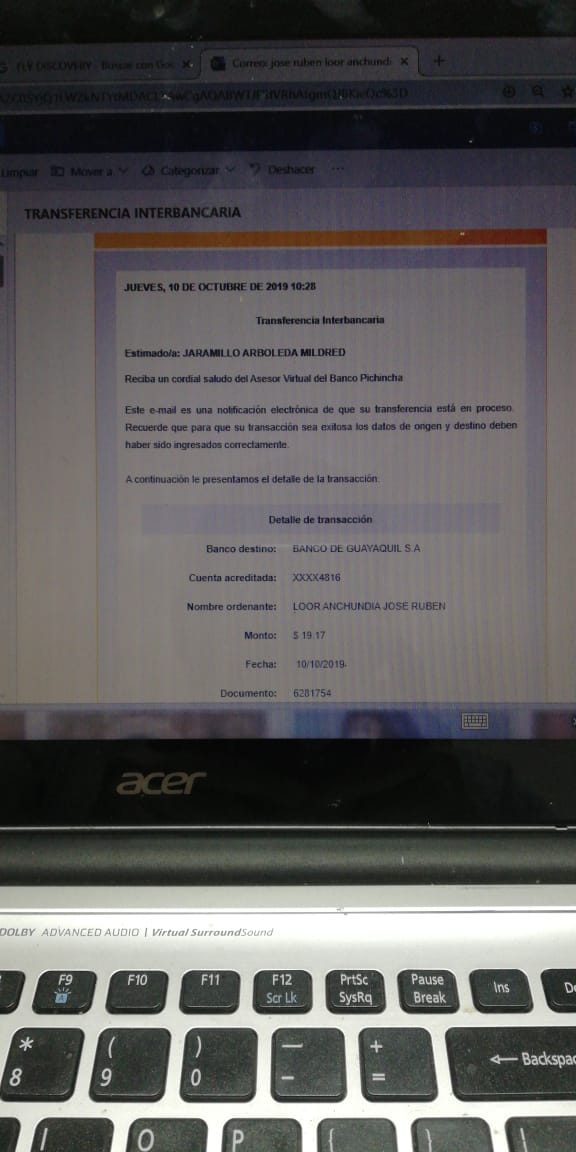 FLY DISCOVERY - Buscar con Goo
Correo: jose ruben loor anchundi
Limpiar Mover a Categorizar Deshacer ...
TRANSFERENCIA INTERBANCARIA
JUEVES, 10 DE OCTUBRE DE 2019 10:28
Transferencia Interbancaria
Estimado/a: JARAMILLO ARBOLEDA MILDRED
Reciba un cordial saludo del Asesor Virtual del Banco Pichincha
Este e-mail es una notificación electrónica de que su transferencia está en proceso.
Recuerde que para que su transacción sea exitosa los datos de origen y destino deben
haber sido ingresados correctamente.
A continuación le presentamos el detalle de la transacción:
Detalle de transacción
Banco destino: BANCO DE GUAYAQUIL S.A
Cuenta acreditada: XXXX4816
Nombre ordenante: LOOR ANCHUNDIA JOSE RUBEN
Monto: $ 19.17
Fecha: 10/10/2019
Documento: 6281754
acer
DOLBY ADVANCED AUDIO | Virtual SurroundSound
F9 F10 F11 F12 PrtSc Pause Ins
Scr Lk SysRq Break
* ( ) — +
8 9 0 - = Backspac
I O P { }